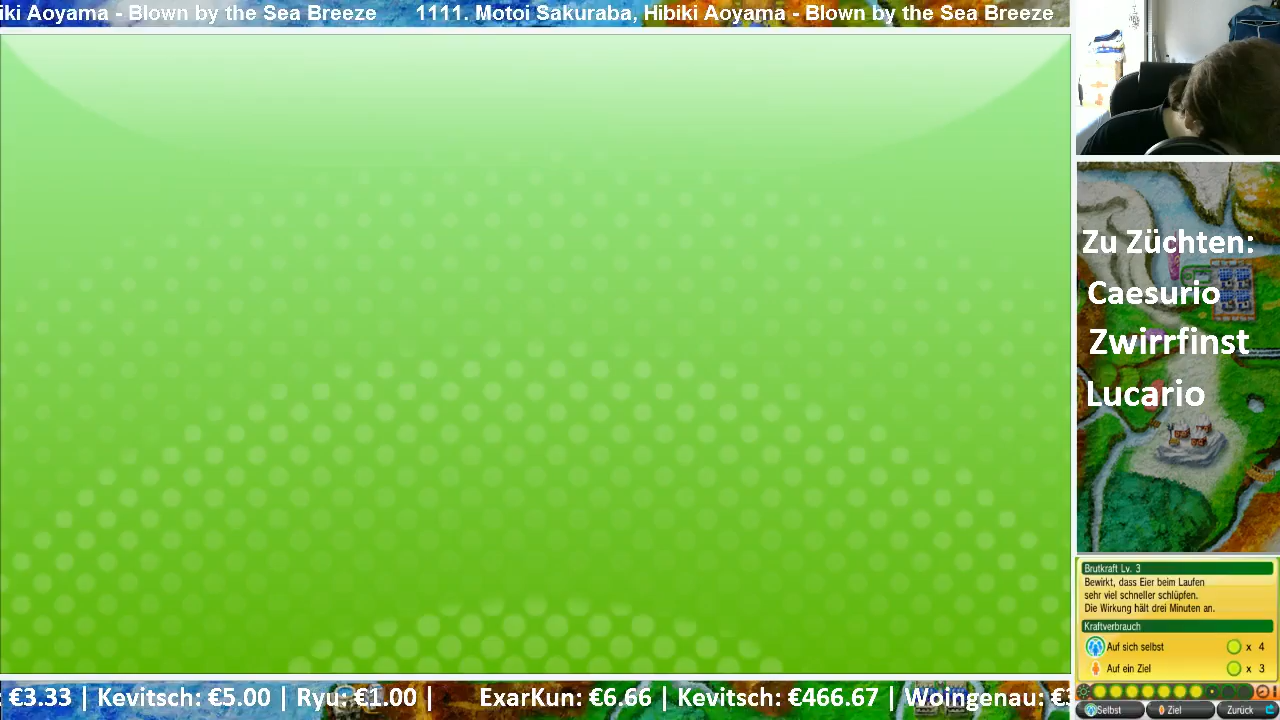 ki Aoyama - Blown by the Sea Breeze 1111. Motoi Sakuraba, Hibiki Aoyama - Blown by the Sea Breeze
Zu Züchten:
Caesurio
Zwirrfinst
Lucario
Brutkraft Lv. 3
Bewirkt, dass Eier beim Laufen
sehr viel schneller schlüpfen.
Die Wirkung hält drei Minuten an.
Kraftverbrauch
Auf sich selbst x 4
Auf ein Ziel x 3
Selbst Ziel Zurück
: €3.33 | Kevitsch: €5.00 | Ryu: €1.00 | ExarKun: €6.66 | Kevitsch: €466.67 | Woingenau: